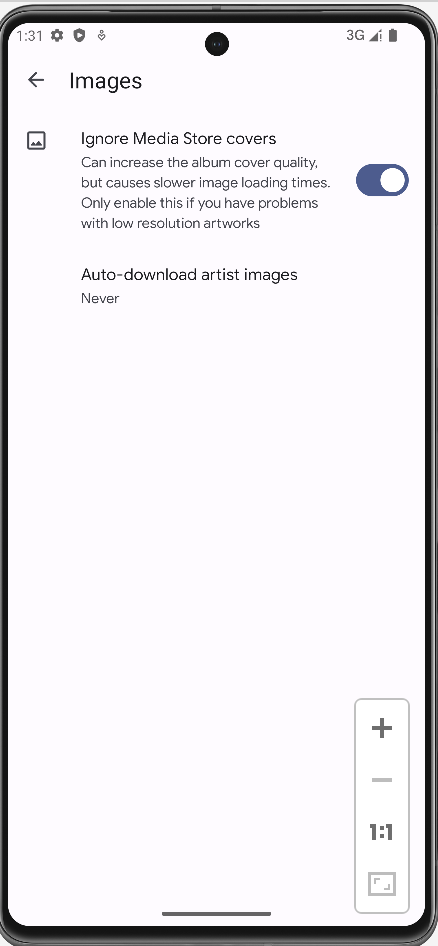 1:31
3G
Images
Ignore Media Store covers
Can increase the album cover quality,
but causes slower image loading times.
Only enable this if you have problems
with low resolution artworks
Auto-download artist images
Never
1:1